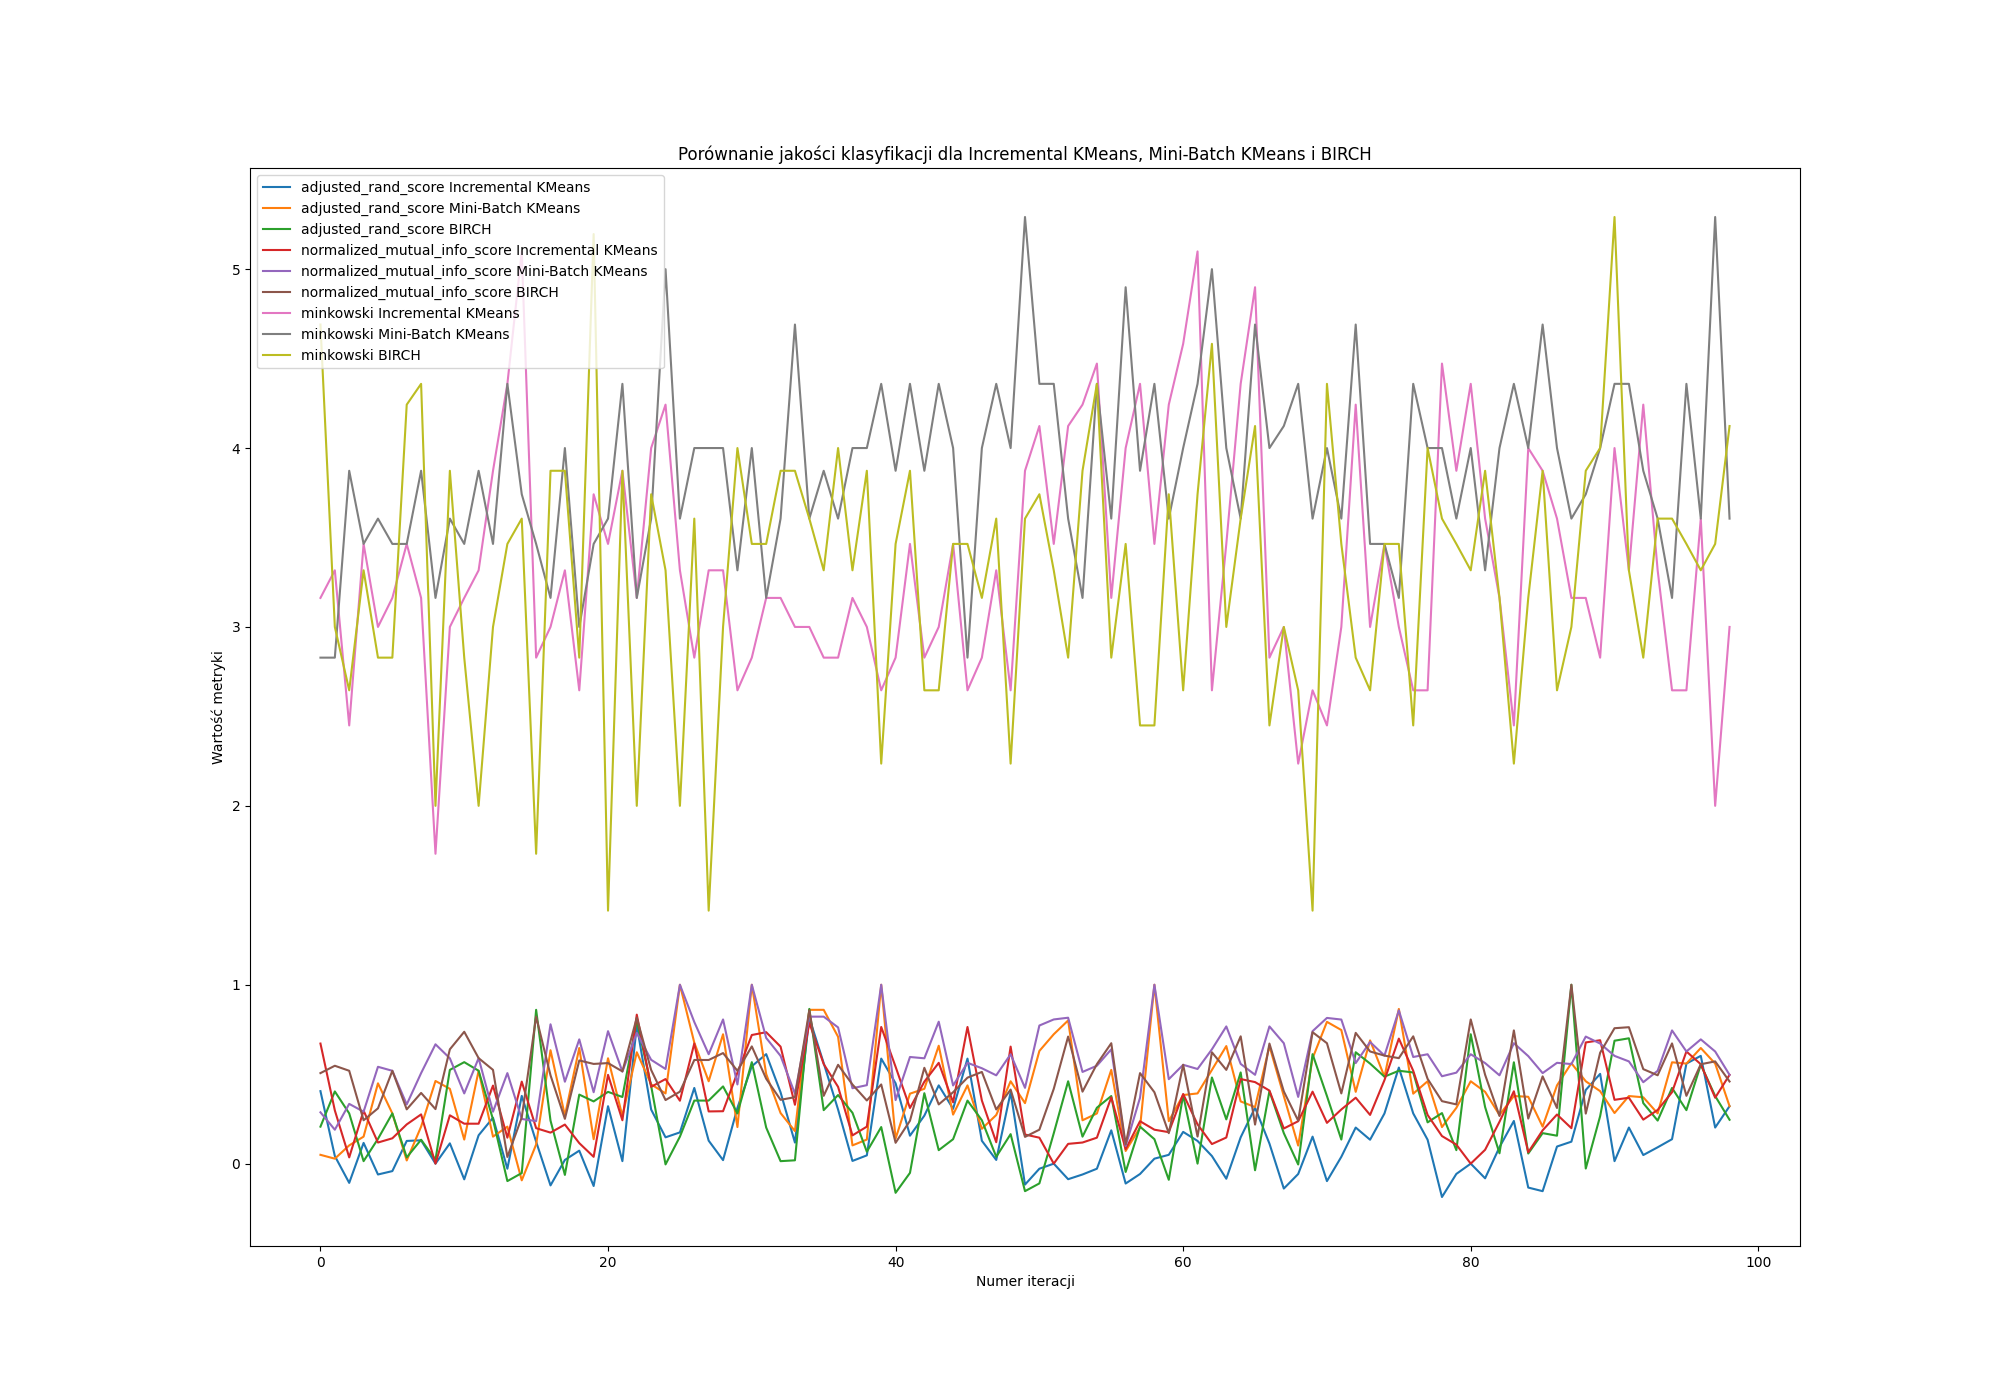 Porównanie jakości klasyfikacji dla Incremental KMeans, Mini-Batch KMeans i BIRCH
adjusted_rand_score Incremental KMeans
adjusted_rand_score Mini-Batch KMeans
adjusted_rand_score BIRCH
normalized_mutual_info_score Incremental KMeans
normalized_mutual_info_score Mini-Batch KMeans
normalized_mutual_info_score BIRCH
minkowski Incremental KMeans
minkowski Mini-Batch KMeans
minkowski BIRCH
Wartość metryki
5
4
3
2
1
0
0 20 40 60 80 100
Numer iteracji